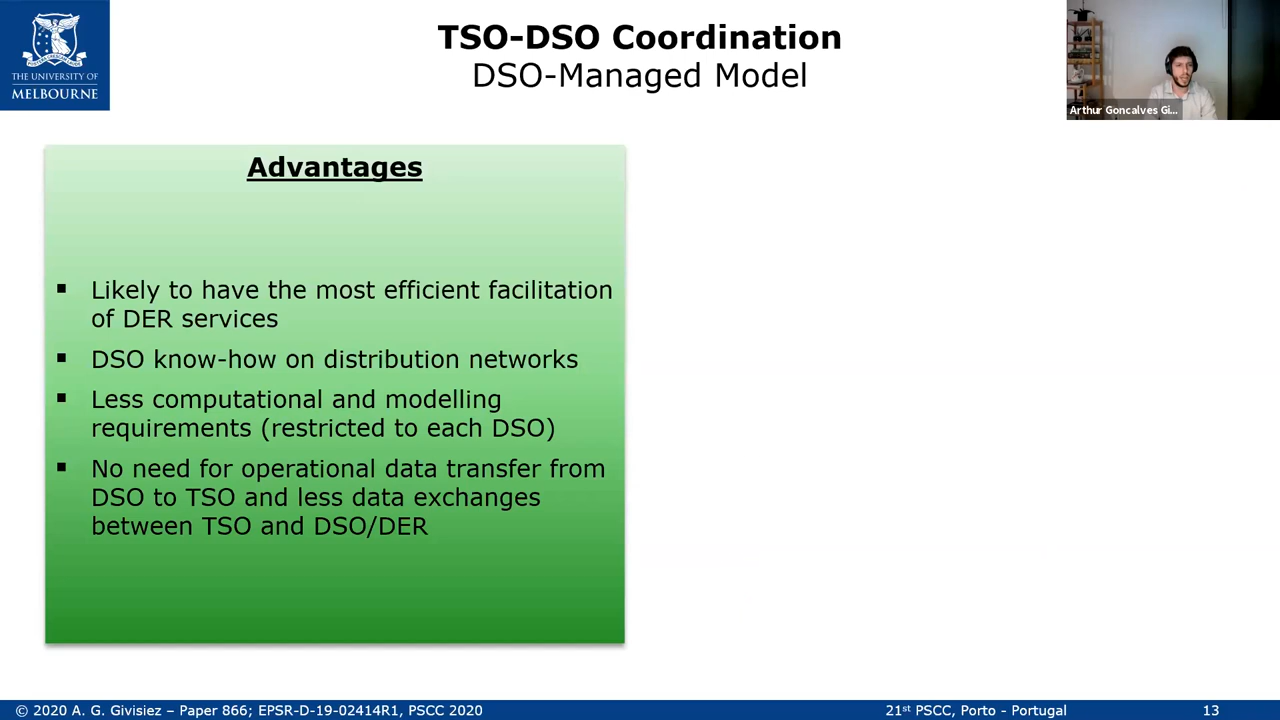 THE UNIVERSITY OF
MELBOURNE
TSO-DSO Coordination
DSO-Managed Model
Arthur Goncalves Gi...
Advantages
▪ Likely to have the most efficient facilitation
of DER services
▪ DSO know-how on distribution networks
▪ Less computational and modelling
requirements (restricted to each DSO)
▪ No need for operational data transfer from
DSO to TSO and less data exchanges
between TSO and DSO/DER
© 2020 A. G. Givisiez – Paper 866; EPSR-D-19-02414R1, PSCC 2020
21st PSCC, Porto - Portugal
13